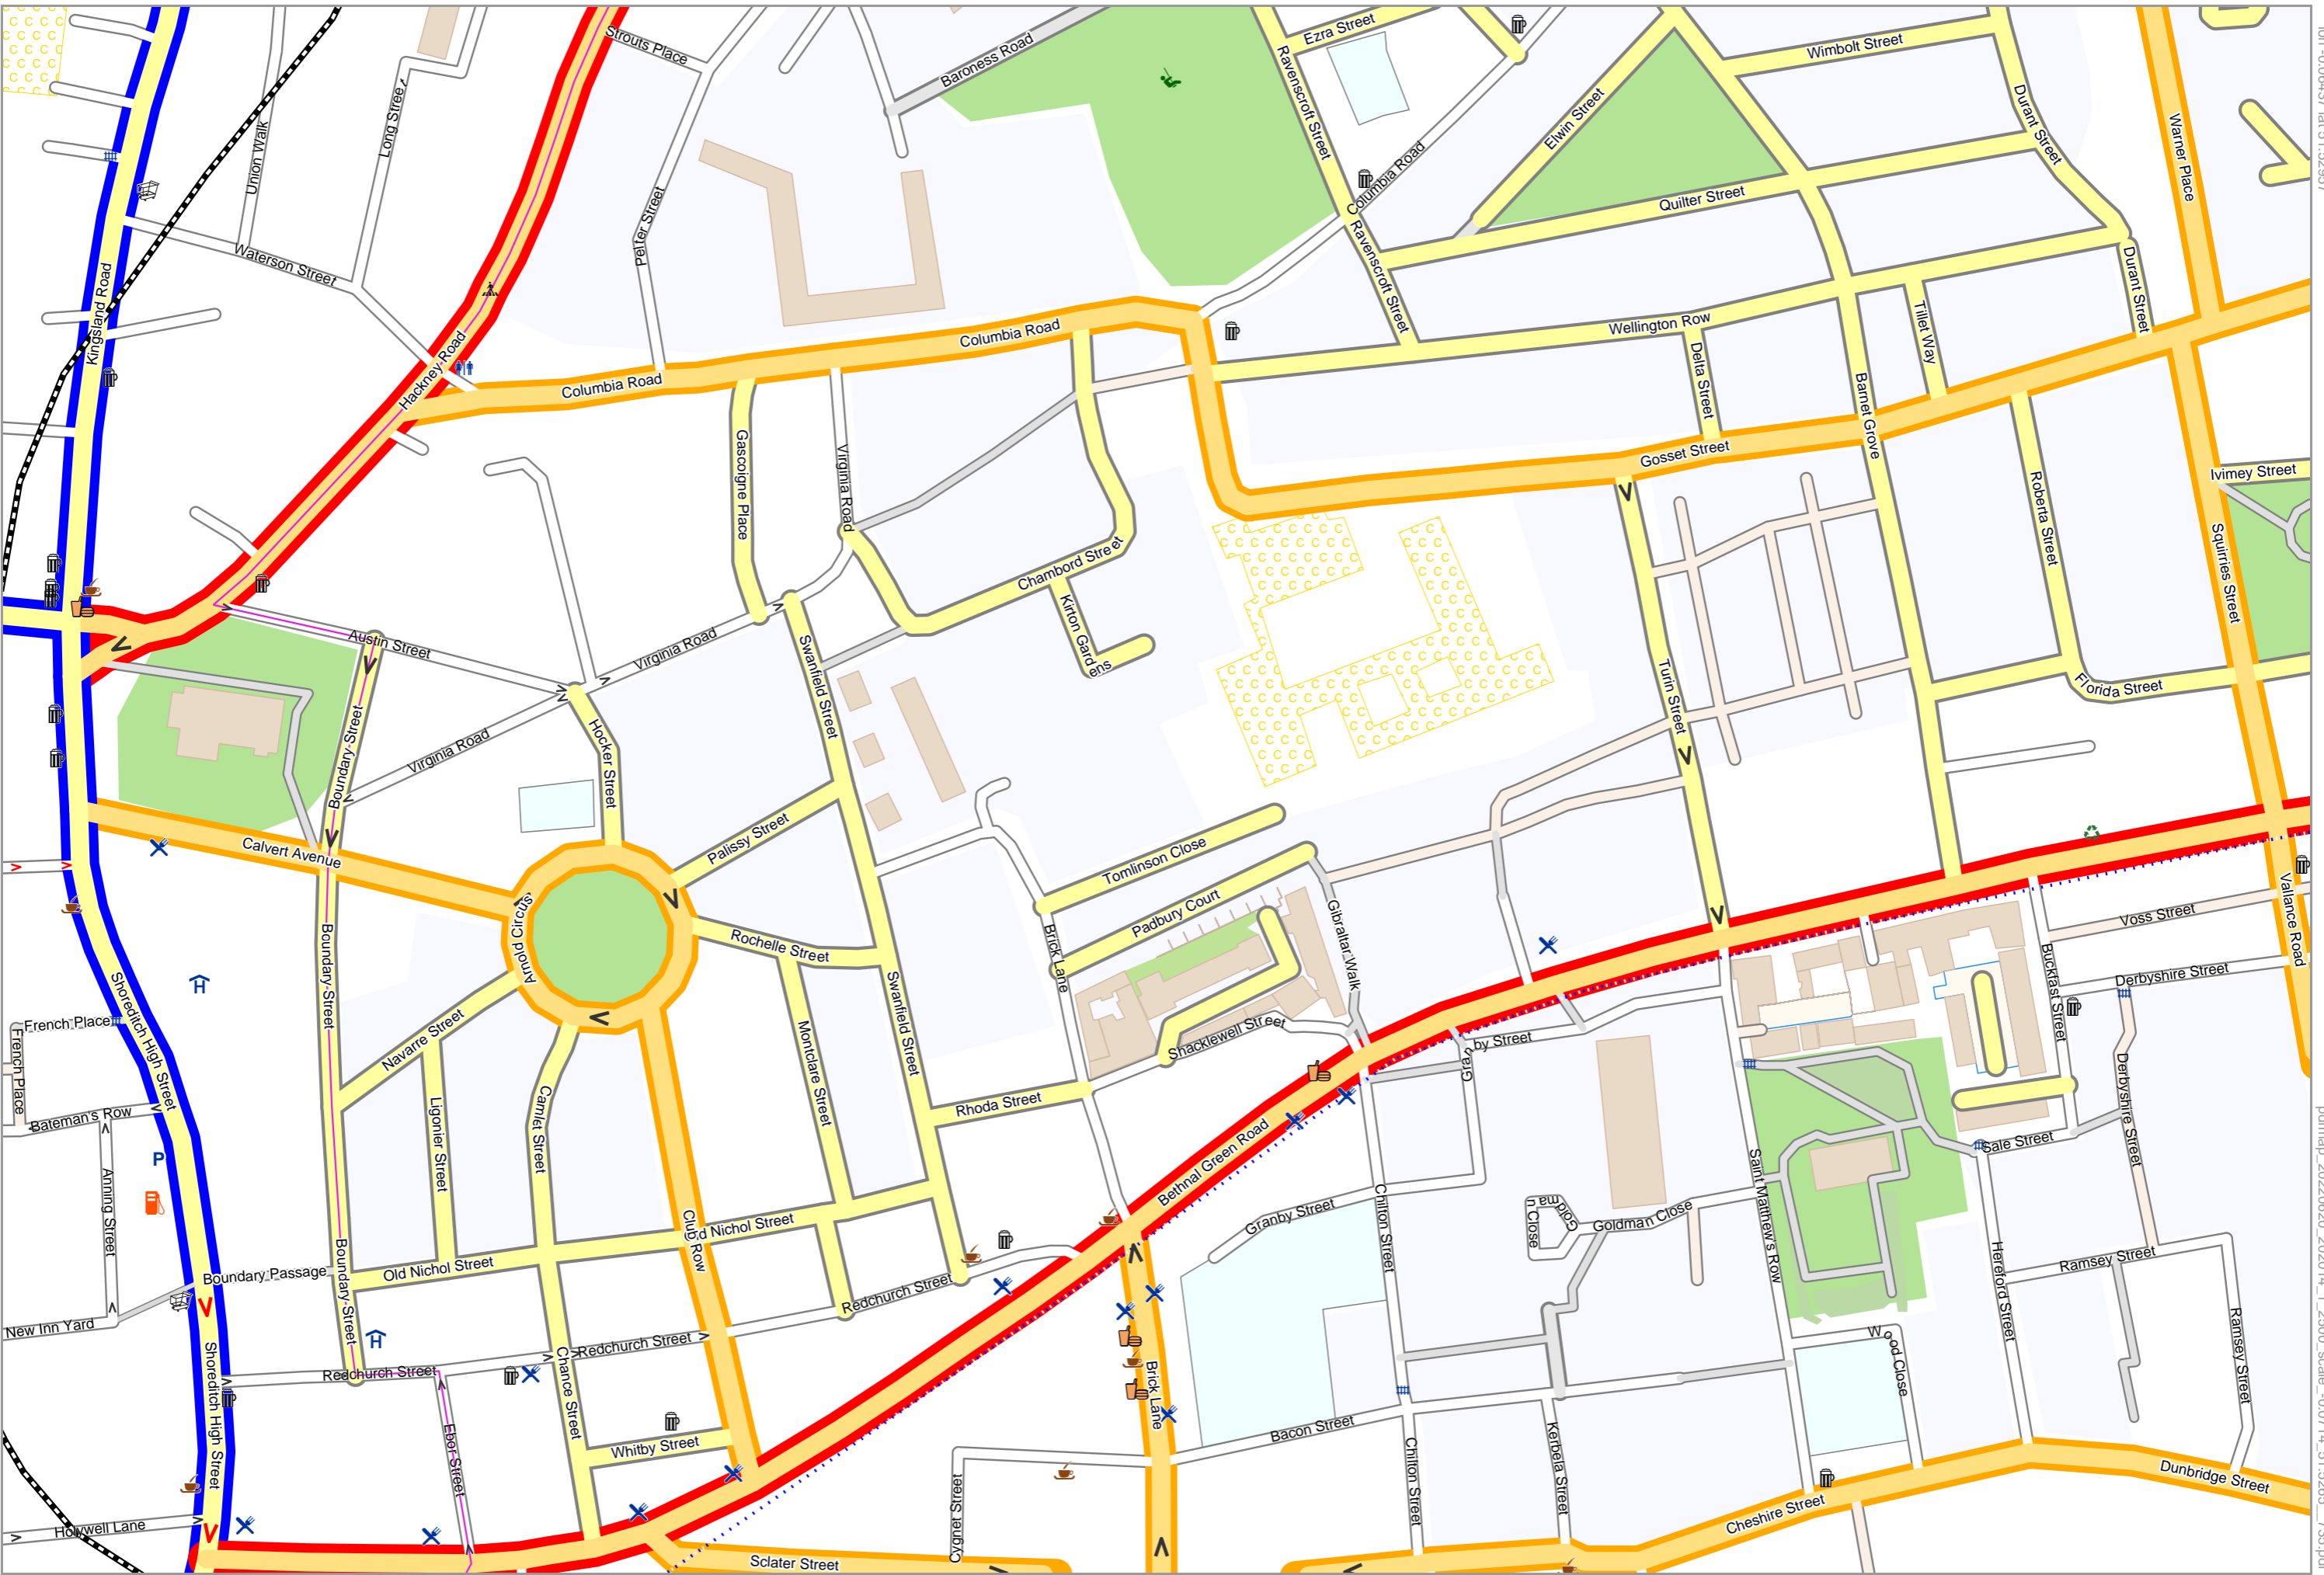 Strouts Place
Baroness Road
Ezra Street
Wimbolt Street
Ravenscroft Street
Durant Street
Elwin Street
Warner Place
Union Walk
Long Stree
Columbia Road
Quilter Street
Pelter Street
Waterson Street
Ravenscroft Street
Durant Street
Kingsland Road
Hackney Road
Columbia Road
Wellington Row
Tillet Way
Delta Street
Columbia Road
Barnet Grove
Gascoigne Place
Virginia Road
Gosset Street
Ivimey Street
Roberta Street
Chambord Street
Squirries Street
Kirton Gardens
Austin Street
Virginia Road
Swanfield Street
Turin Street
Florida Street
Boundary Street
Virginia Road
Hocker Street
Palissy Street
Calvert Avenue
Tomlinson Close
Padbury Court
Arnold Circus
Rochelle Street
Brick Lane
Gibraltar Walk
Voss Street
Vallance Road
Boundary Street
Shoreditch High Street
Swanfield Street
Buckfast Street
Derbyshire Street
French Place
French Place
Navarre Street
Montclare Street
Shacklewell Street
Granby Street
Bateman's Row
Ligonier Street
Camlet Street
Rhoda Street
Derbyshire Street
Bethnal Green Road
Sale Street
P
Anning Street
Saint Matthew's Row
Chilton Street
Granby Street
Goldman Close
Goldman Close
Club Row
Old Nichol Street
Old Nichol Street
Boundary Street
Boundary Passage
Hereford Street
Ramsey Street
Redchurch Street
New Inn Yard
Redchurch Street
Redchurch Street
Wood Close
Ramsey Street
Shoreditch High Street
Chance Street
Brick Lane
Ebor Street
Whitby Street
Bacon Street
Chilton Street
Kerbela Street
Cygnet Street
Dunbridge Street
Holywell Lane
Cheshire Street
Sclater Street